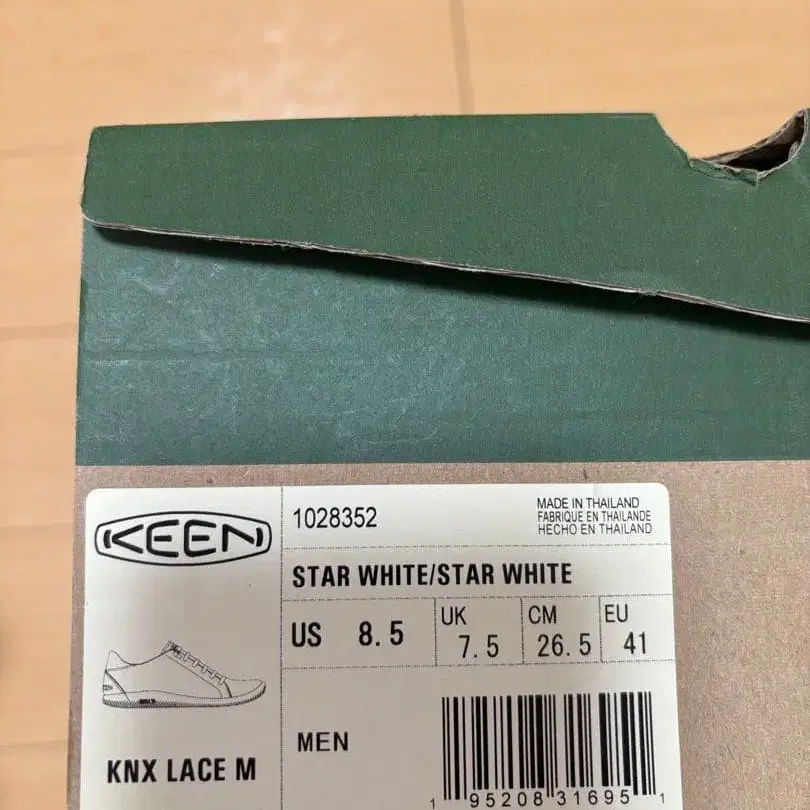 KEEN
1028352
MADE IN THAILAND
FABRIQUE EN THAILANDE
HECHO EN THAILAND
STAR WHITE/STAR WHITE
US 8.5
UK 7.5
CM 26.5
EU 41
KNX LACE M
MEN
1 95208 31695 1